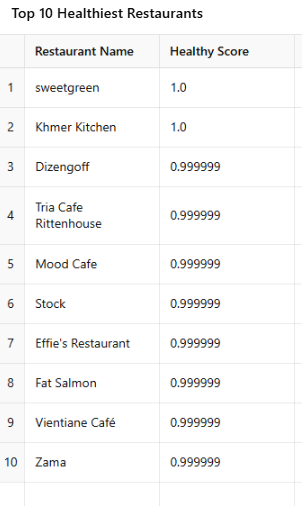 Top 10 Healthiest Restaurants
Restaurant Name Healthy Score
1 sweetgreen 1.0
2 Khmer Kitchen 1.0
3 Dizengoff 0.999999
4 Tria Cafe
Rittenhouse 0.999999
5 Mood Cafe 0.999999
6 Stock 0.999999
7 Effie's Restaurant 0.999999
8 Fat Salmon 0.999999
9 Vientiane Café 0.999999
10 Zama 0.999999